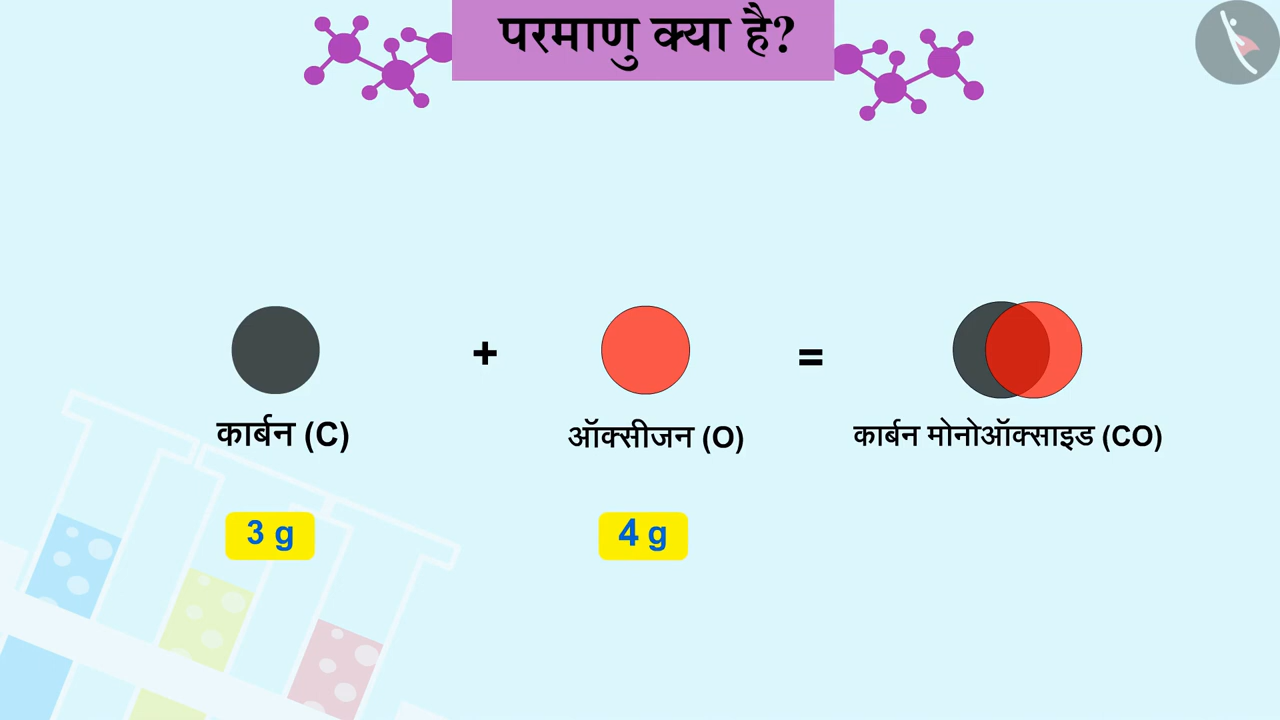 परमाणु क्या है?
+
=
कार्बन (C)
ऑक्सीजन (O)
कार्बन मोनोऑक्साइड (CO)
3 g
4 g